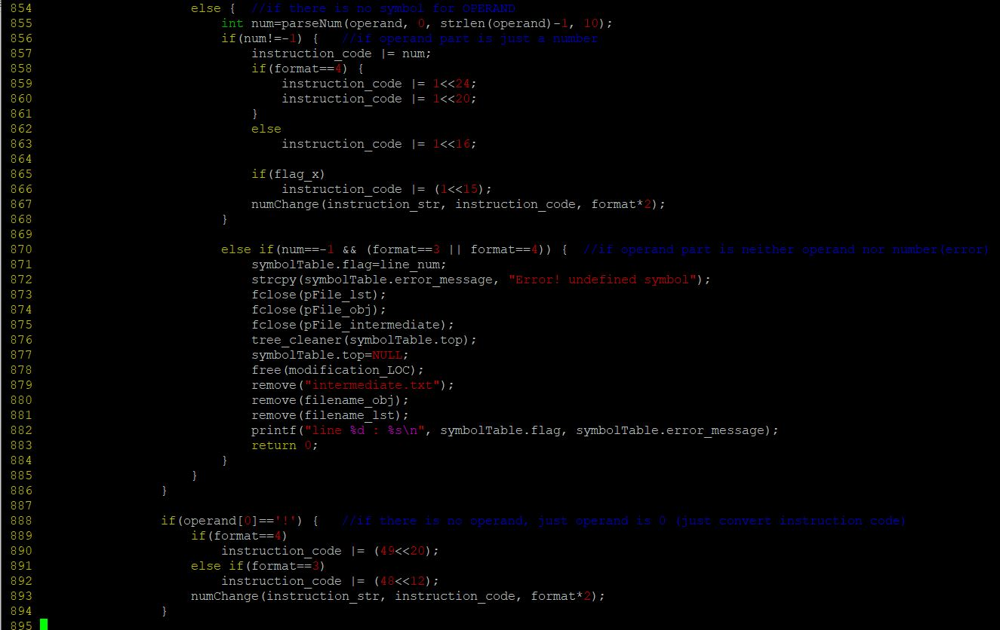 854                     else {  //if there is no symbol for OPERAND
855                         int num=parseNum(operand, 0, strlen(operand)-1, 10);
856                         if(num!=-1) {   //if operand part is just a number
857                             instruction_code |= num;
858                             if(format==4) {
859                                 instruction_code |= 1<<24;
860                                 instruction_code |= 1<<20;
861                             }
862                             else
863                                 instruction_code |= 1<<16;
864
865                             if(flag_x)
866                                 instruction_code |= (1<<15);
867                             numChange(instruction_str, instruction_code, format*2);
868                         }
869
870                         else if(num==-1 && (format==3 || format==4)) {  //if operand part is neither operand nor number(error)
871                             symbolTable.flag=line_num;
872                             strcpy(symbolTable.error_message, "Error! undefined symbol");
873                             fclose(pFile_lst);
874                             fclose(pFile_obj);
875                             fclose(pFile_intermediate);
876                             tree_cleaner(symbolTable.top);
877                             symbolTable.top=NULL;
878                             free(modification_LOC);
879                             remove("intermediate.txt");
880                             remove(filename_obj);
881                             remove(filename_lst);
882                             printf("line %d : %s\n", symbolTable.flag, symbolTable.error_message);
883                             return 0;
884                         }
885                     }
886                 }
887
888                 if(operand[0]=='!') {   //if there is no operand, just operand is 0 (just convert instruction code)
889                     if(format==4)
890                         instruction_code |= (49<<20);
891                     else if(format==3)
892                         instruction_code |= (48<<12);
893                     numChange(instruction_str, instruction_code, format*2);
894                 }
895